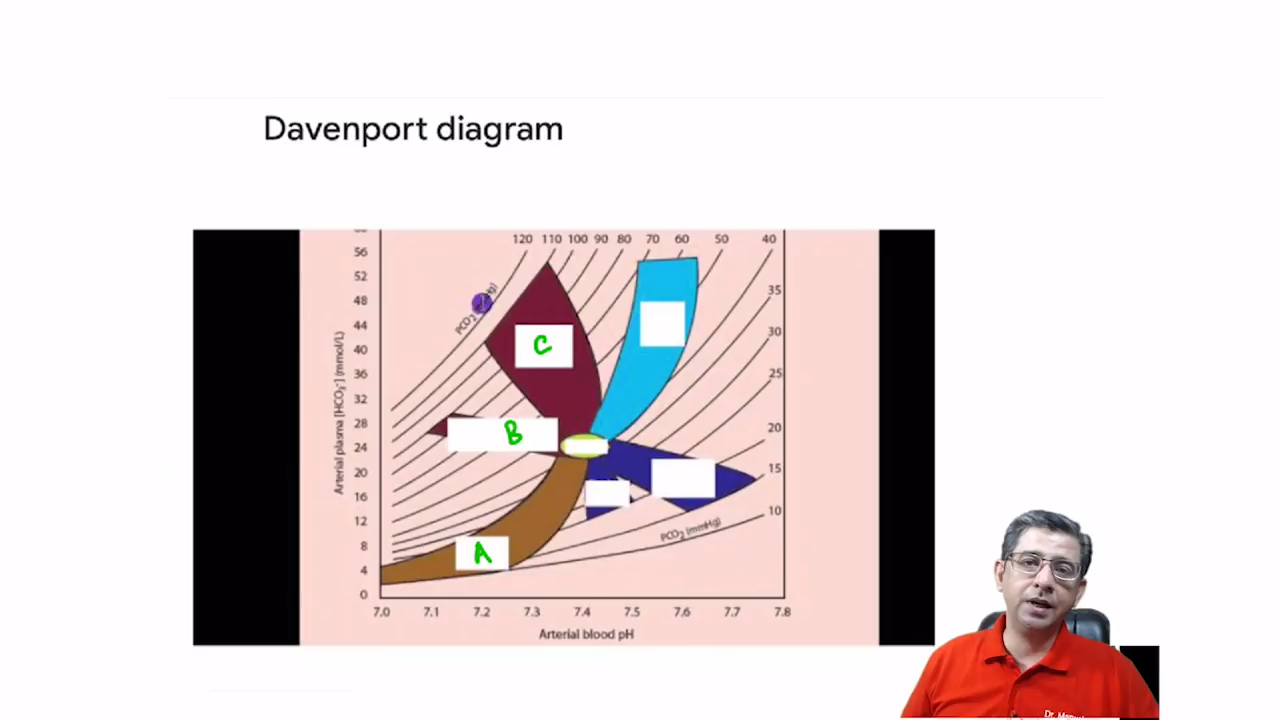 Davenport diagram
120 110 100 90 80 70 60 50 40
56
52
48
44
40
36
32
28
24
20
16
12
8
4
0
Arterial plasma [HCO₃⁻] (mmol/L)
C
B
A
35
30
25
20
15
10
PCO₂ (mmHg)
7.0 7.1 7.2 7.3 7.4 7.5 7.6 7.7 7.8
Arterial blood pH